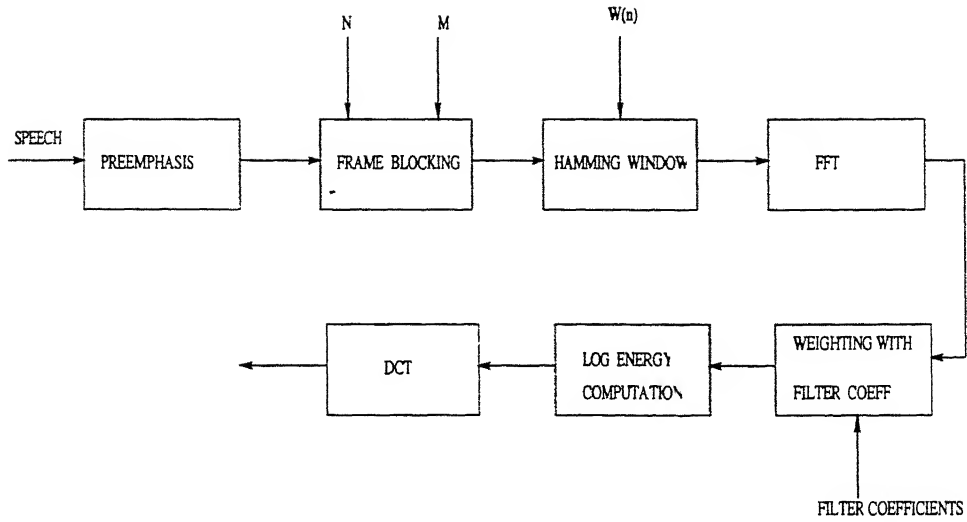 N
M
W(n)
SPEECH
PREEMPHASIS
FRAME BLOCKING
HAMMING WINDOW
FFT
DCT
LOG ENERGY
COMPUTATION
WEIGHTING WITH
FILTER COEFF
FILTER COEFFICIENTS